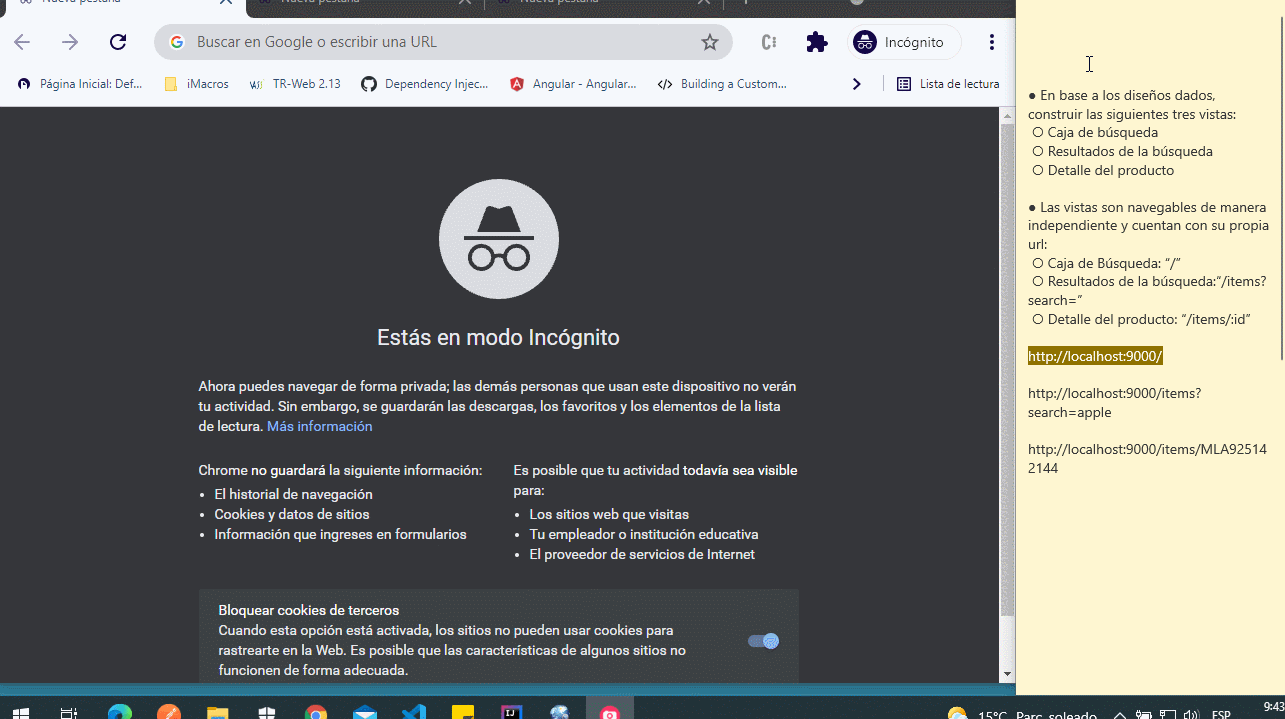 Nueva pestaña
Nueva pestaña
Nueva pestaña
Buscar en Google o escribir una URL
Incógnito
Página Inicial: Def...
iMacros
TR-Web 2.13
Dependency Injec...
Angular - Angular...
Building a Custom...
Lista de lectura
Estás en modo Incógnito
Ahora puedes navegar de forma privada; las demás personas que usan este dispositivo no verán
tu actividad. Sin embargo, se guardarán las descargas, los favoritos y los elementos de la lista
de lectura. Más información
Chrome no guardará la siguiente información:
• El historial de navegación
• Cookies y datos de sitios
• Información que ingreses en formularios
Es posible que tu actividad todavía sea visible
para:
• Los sitios web que visitas
• Tu empleador o institución educativa
• El proveedor de servicios de Internet
Bloquear cookies de terceros
Cuando esta opción está activada, los sitios no pueden usar cookies para
rastrearte en la Web. Es posible que las características de algunos sitios no
funcionen de forma adecuada.
● En base a los diseños dados,
construir las siguientes tres vistas:
○ Caja de búsqueda
○ Resultados de la búsqueda
○ Detalle del producto
● Las vistas son navegables de manera
independiente y cuentan con su propia
url:
○ Caja de Búsqueda: “/”
○ Resultados de la búsqueda:”/items?
search=”
○ Detalle del producto: “/items/:id”
http://localhost:9000/
http://localhost:9000/items?
search=apple
http://localhost:9000/items/MLA92514
2144
15°C Parc. soleado
ESP
9:43